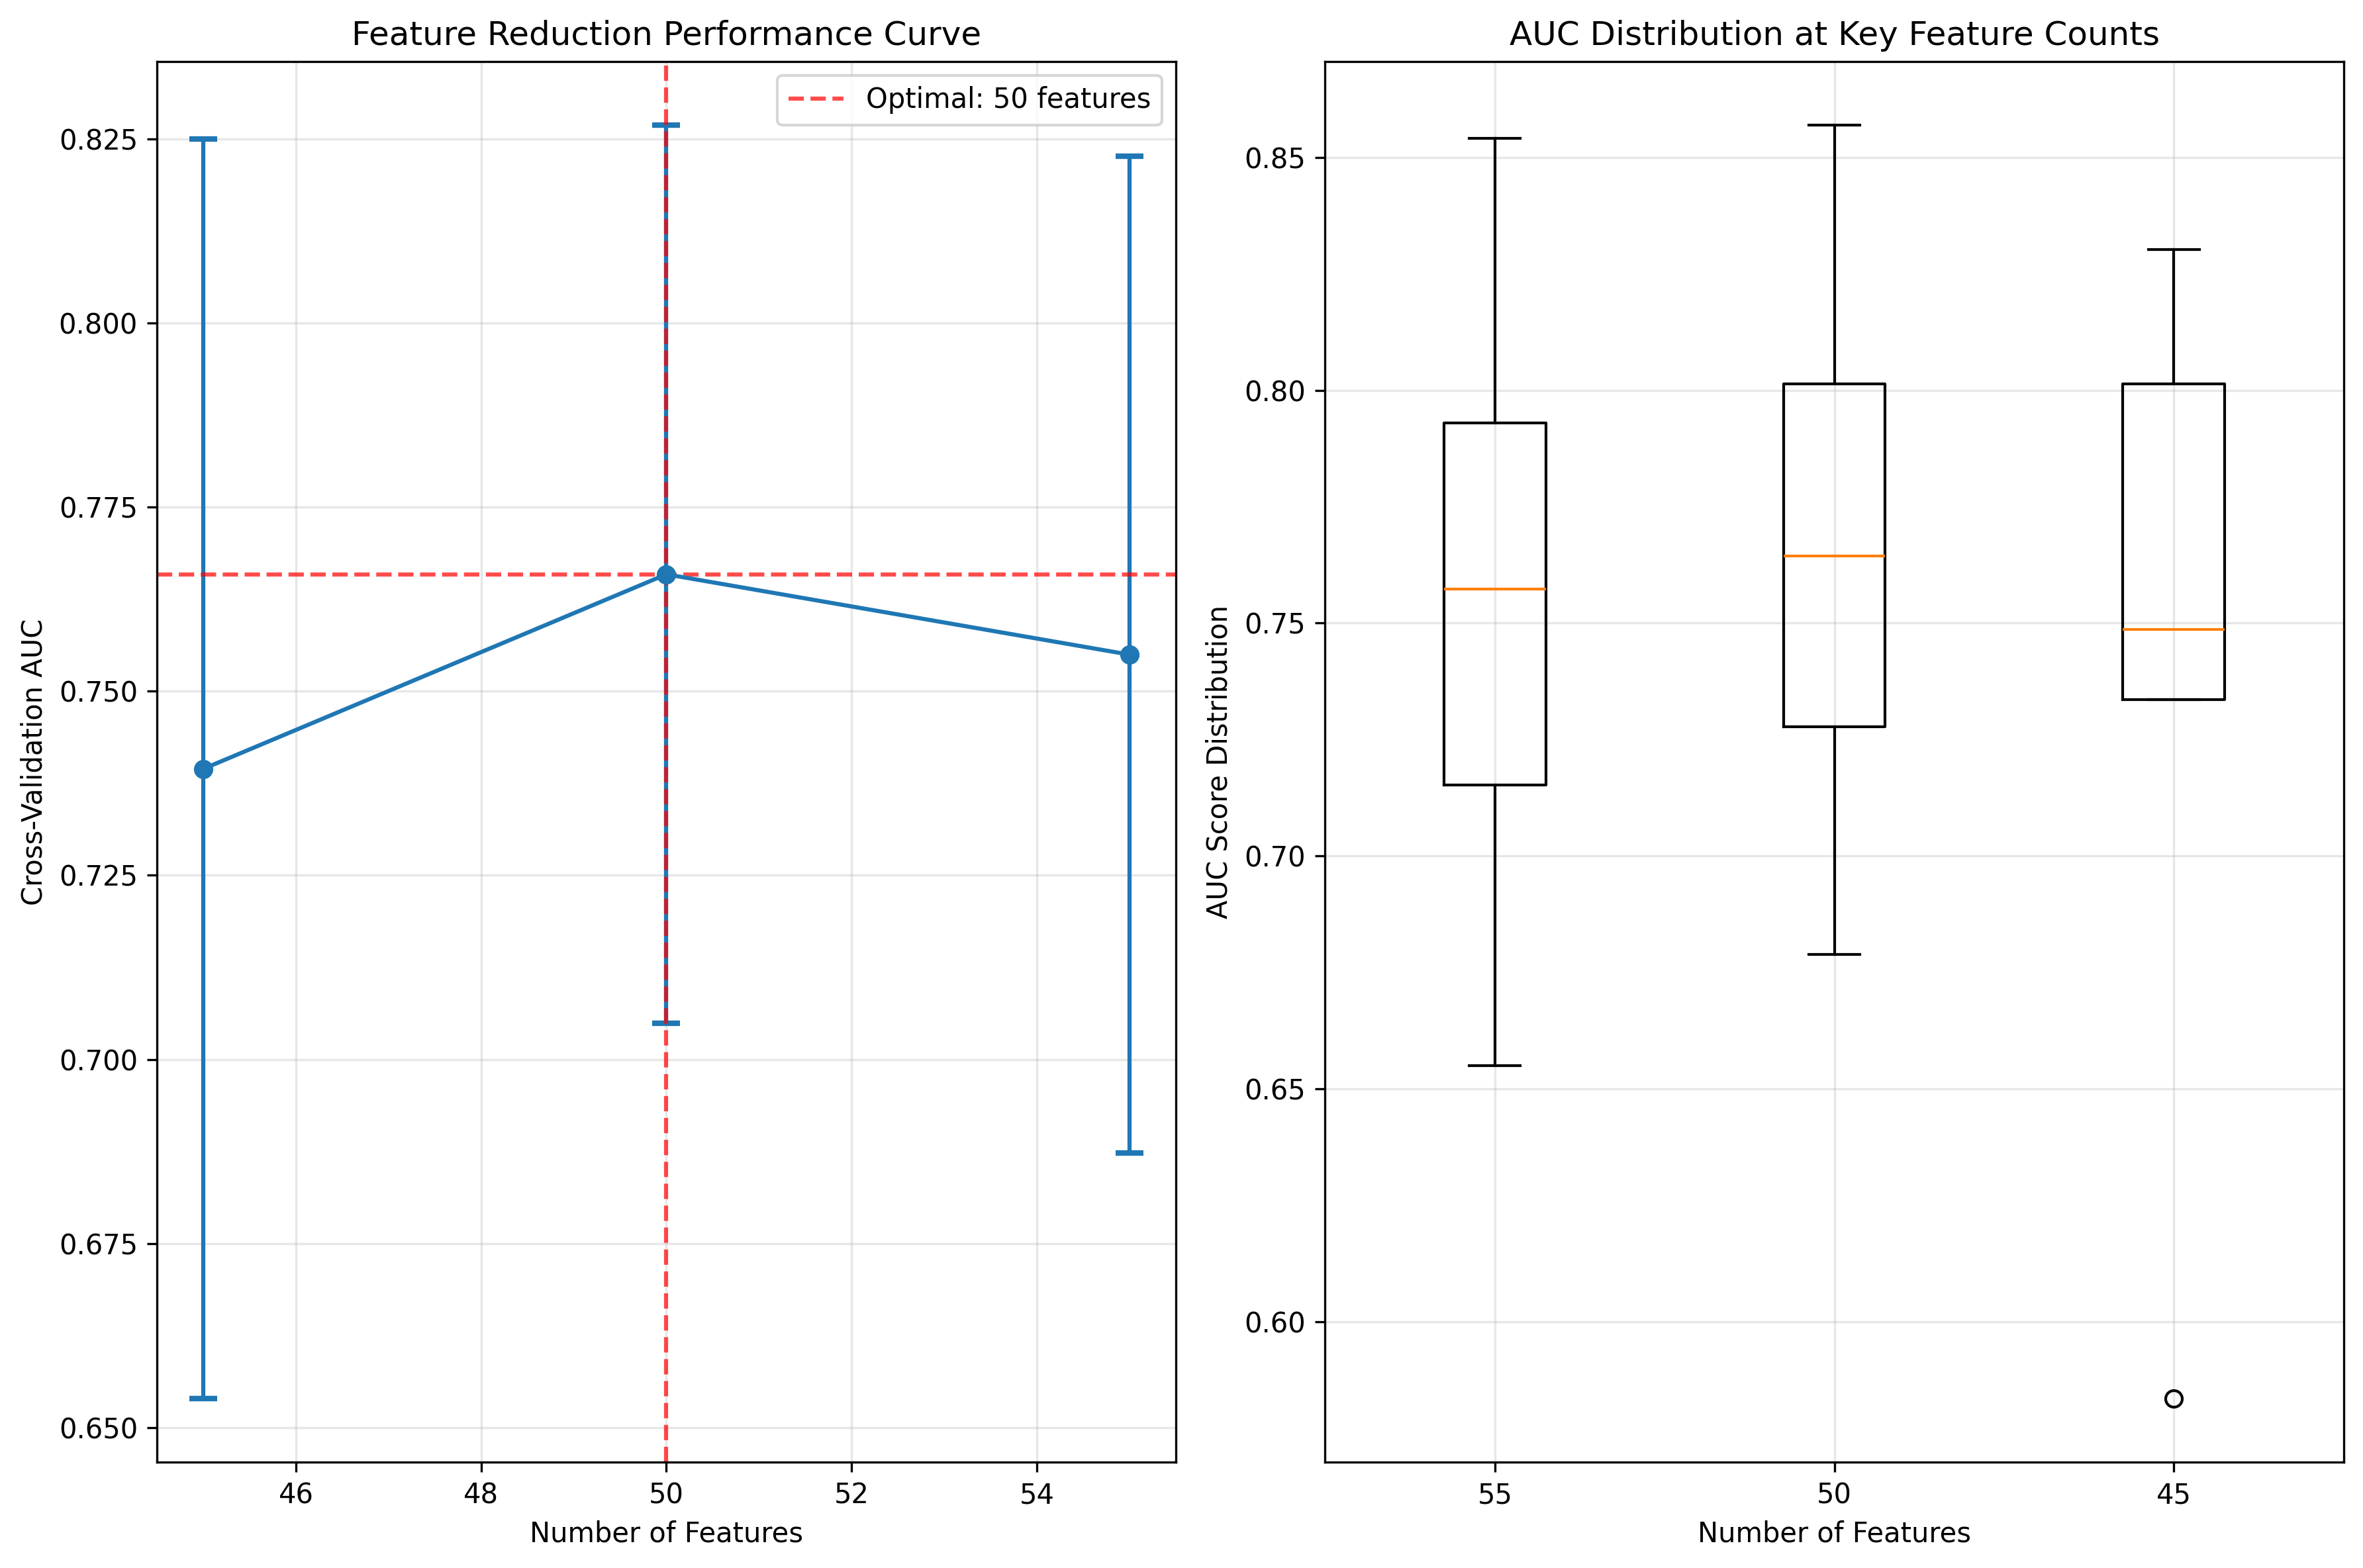 Feature Reduction Performance Curve
Optimal: 50 features
0.825
0.800
0.775
0.750
0.725
0.700
0.675
0.650
Cross-Validation AUC
46 48 50 52 54
Number of Features
AUC Distribution at Key Feature Counts
0.85
0.80
0.75
0.70
0.65
0.60
AUC Score Distribution
55 50 45
Number of Features